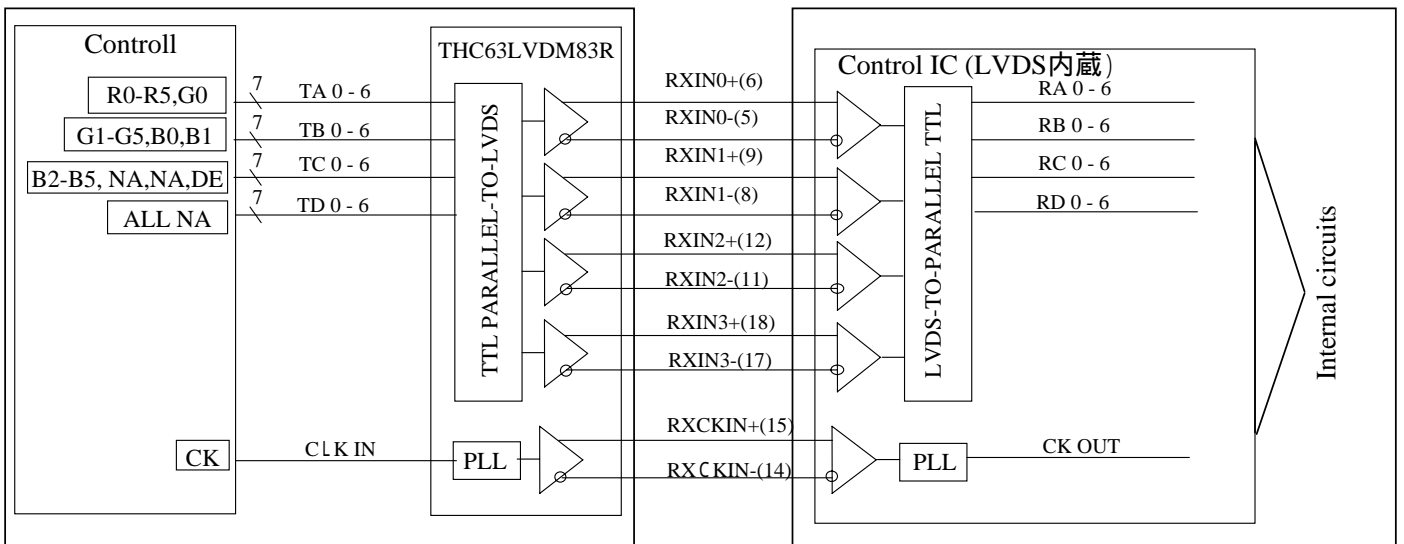 Controll
R0-R5,G0
G1-G5,B0,B1
B2-B5, NA,NA,DE
ALL NA
CK
7
TA 0 - 6
7
TB 0 - 6
7
TC 0 - 6
7
TD 0 - 6
CLK IN
THC63LVDM83R
TTL PARALLEL-TO-LVDS
PLL
RXIN0+(6)
RXIN0-(5)
RXIN1+(9)
RXIN1-(8)
RXIN2+(12)
RXIN2-(11)
RXIN3+(18)
RXIN3-(17)
RXCKIN+(15)
RXCKIN-(14)
Control IC (LVDS内蔵)
LVDS-TO-PARALLEL TTL
PLL
RA 0 - 6
RB 0 - 6
RC 0 - 6
RD 0 - 6
CK OUT
Internal circuits